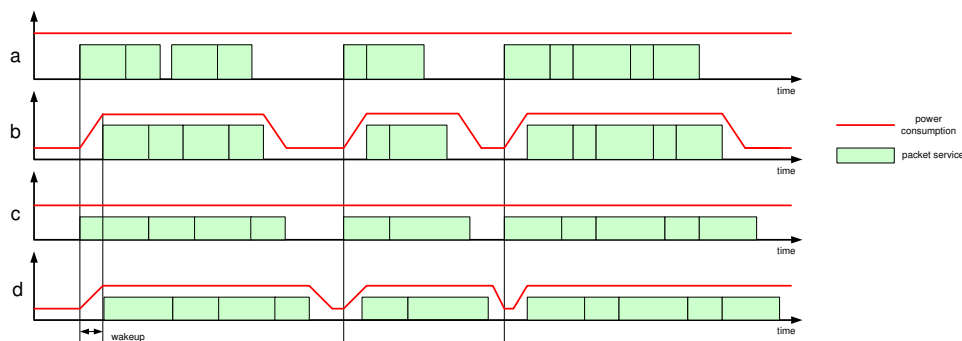 a
time
b
time
power
consumption
packet service
c
time
d
time
wakeup